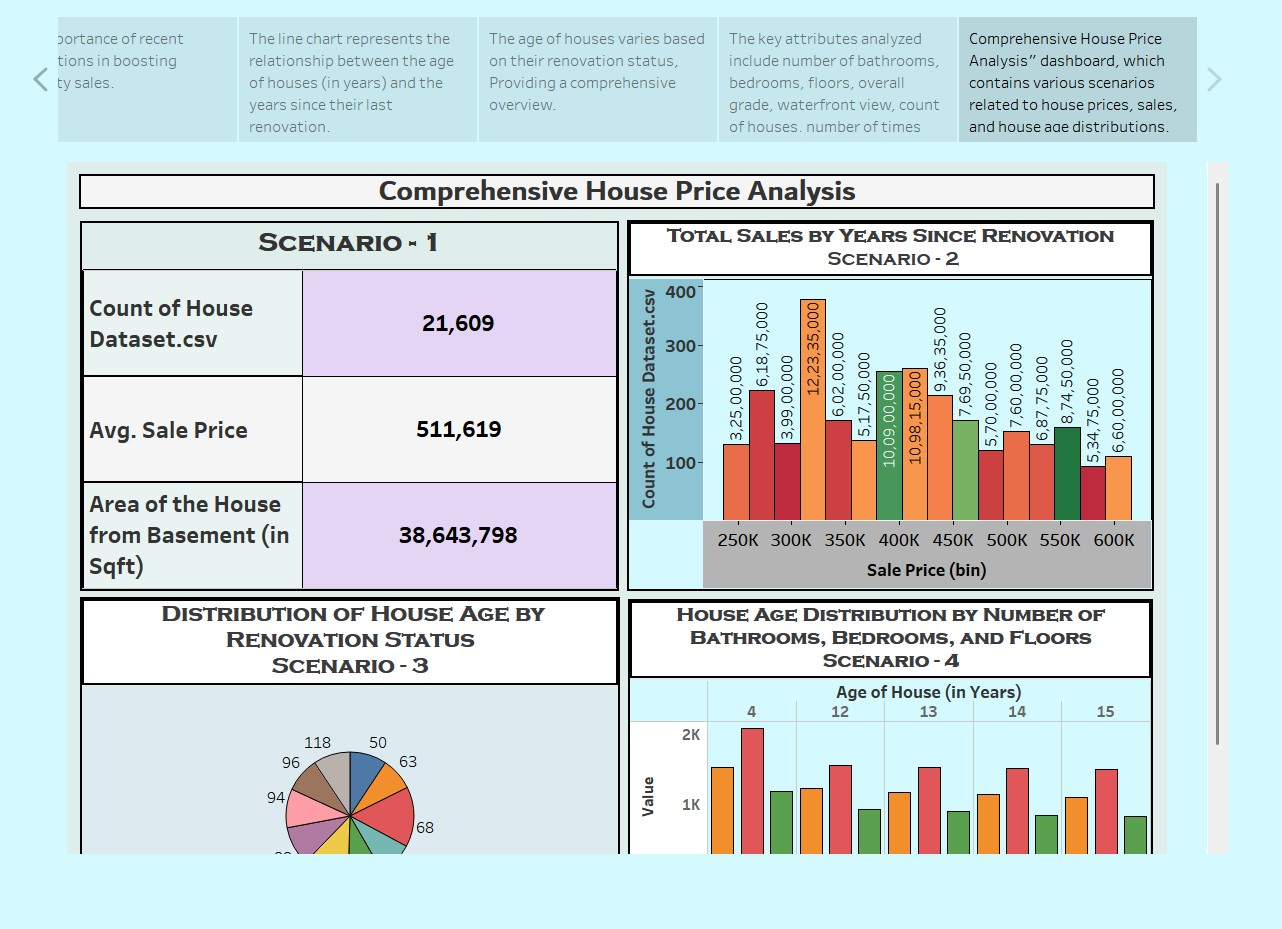 portance of recent
tions in boosting
ty sales.
The line chart represents the
relationship between the age
of houses (in years) and the
years since their last
renovation.
The age of houses varies based
on their renovation status,
Providing a comprehensive
overview.
The key attributes analyzed
include number of bathrooms,
bedrooms, floors, overall
grade, waterfront view, count
of houses, number of times
Comprehensive House Price
Analysis” dashboard, which
contains various scenarios
related to house prices, sales,
and house age distributions.
Comprehensive House Price Analysis
Scenario - 1
Count of House
Dataset.csv
21,609
Avg. Sale Price
511,619
Area of the House
from Basement (in
Sqft)
38,643,798
Total Sales by Years Since Renovation
Scenario - 2
Count of House Dataset.csv
400
300
200
100
3,25,00,000
6,18,75,000
3,99,00,000
12,23,35,000
6,02,00,000
5,17,50,000
10,09,00,000
10,98,15,000
9,36,35,000
7,69,50,000
5,70,00,000
7,60,00,000
6,87,75,000
8,74,50,000
5,34,75,000
6,60,00,000
250K 300K 350K 400K 450K 500K 550K 600K
Sale Price (bin)
Distribution of House Age by
Renovation Status
Scenario - 3
118
50
96
63
94
68
House Age Distribution by Number of
Bathrooms, Bedrooms, and Floors
Scenario - 4
Age of House (in Years)
4 12 13 14 15
Value
2K
1K